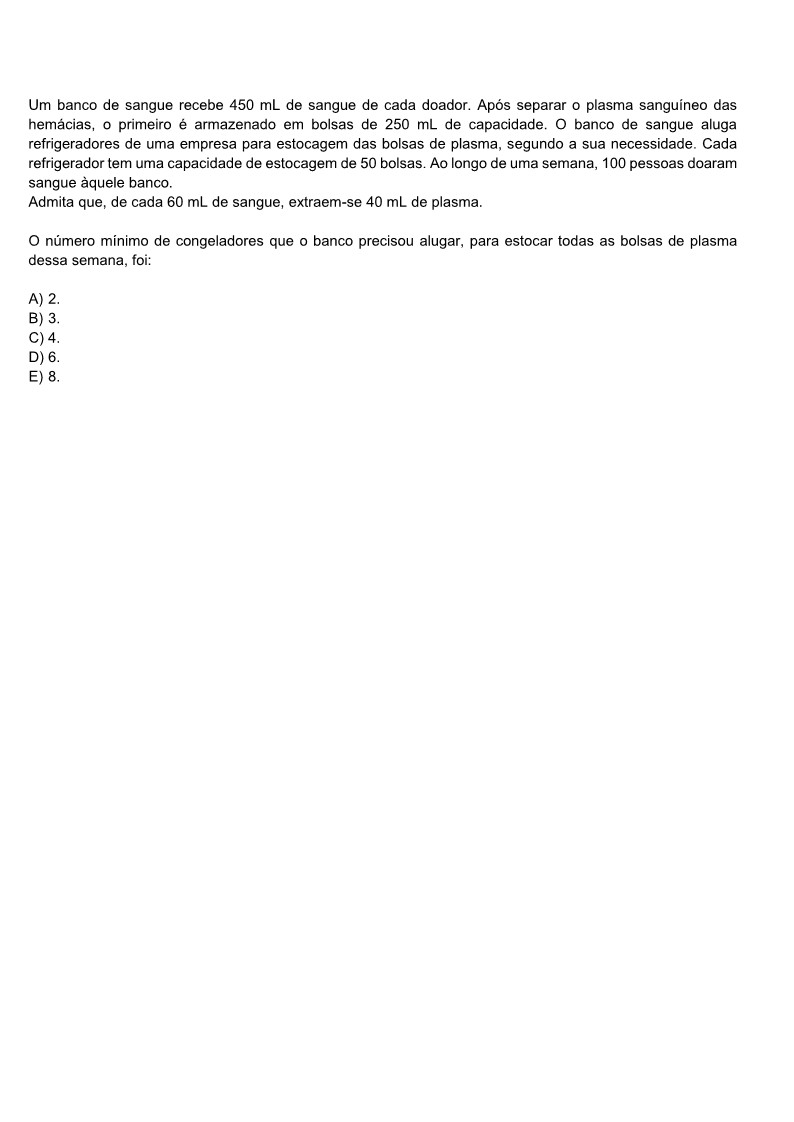 Um banco de sangue recebe 450 mL de sangue de cada doador. Após separar o plasma sanguíneo das
hemácias, o primeiro é armazenado em bolsas de 250 mL de capacidade. O banco de sangue aluga
refrigeradores de uma empresa para estocagem das bolsas de plasma, segundo a sua necessidade. Cada
refrigerador tem uma capacidade de estocagem de 50 bolsas. Ao longo de uma semana, 100 pessoas doaram
sangue àquele banco.
Admita que, de cada 60 mL de sangue, extraem-se 40 mL de plasma.
O número mínimo de congeladores que o banco precisou alugar, para estocar todas as bolsas de plasma
dessa semana, foi:
A) 2.
B) 3.
C) 4.
D) 6.
E) 8.